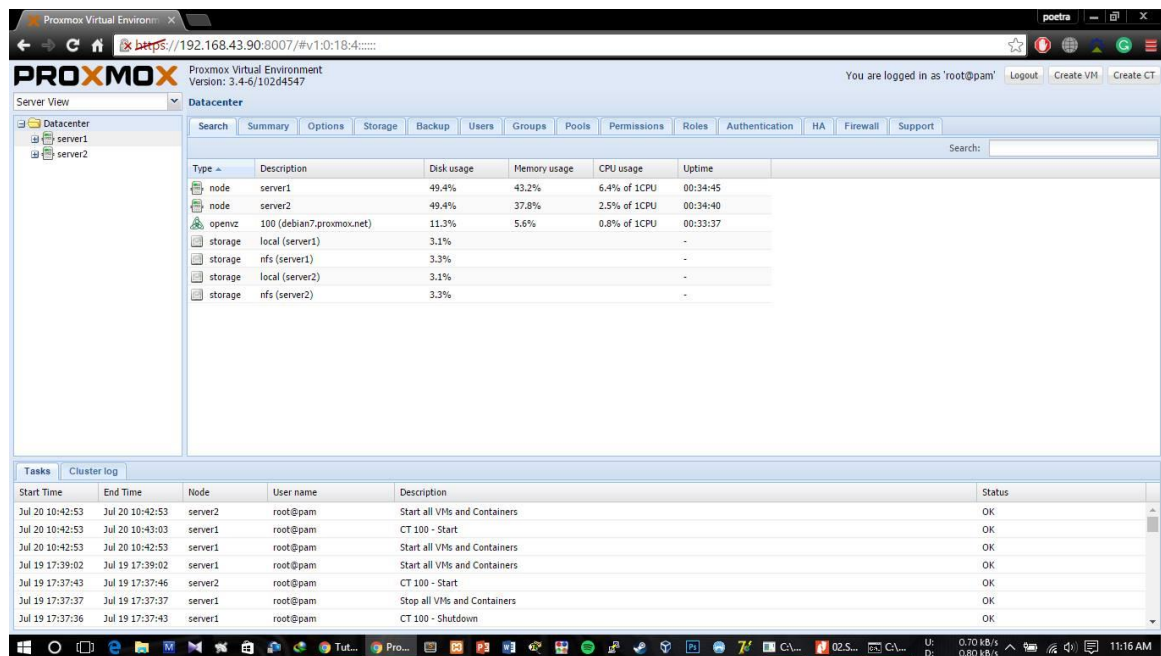 Proxmox Virtual Environm
poetra
https://192.168.43.90:8007/#v1:0:18:4::::::
PROXMOX
Proxmox Virtual Environment
Version: 3.4-6/102d4547
You are logged in as 'root@pam' Logout Create VM Create CT
Server View
Datacenter
Datacenter
server1
server2
Search Summary Options Storage Backup Users Groups Pools Permissions Roles Authentication HA Firewall Support
Search:
Type Description Disk usage Memory usage CPU usage Uptime
node server1 49.4% 43.2% 6.4% of 1CPU 00:34:45
node server2 49.4% 37.8% 2.5% of 1CPU 00:34:40
openvz 100 (debian7.proxmox.net) 11.3% 5.6% 0.8% of 1CPU 00:33:37
storage local (server1) 3.1% -
storage nfs (server1) 3.3% -
storage local (server2) 3.1% -
storage nfs (server2) 3.3% -
Tasks Cluster log
Start Time End Time Node User name Description Status
Jul 20 10:42:53 Jul 20 10:42:53 server2 root@pam Start all VMs and Containers OK
Jul 20 10:42:53 Jul 20 10:43:03 server1 root@pam CT 100 - Start OK
Jul 20 10:42:53 Jul 20 10:42:53 server1 root@pam Start all VMs and Containers OK
Jul 19 17:39:02 Jul 19 17:39:02 server1 root@pam Start all VMs and Containers OK
Jul 19 17:37:43 Jul 19 17:37:46 server2 root@pam CT 100 - Start OK
Jul 19 17:37:37 Jul 19 17:37:37 server1 root@pam Stop all VMs and Containers OK
Jul 19 17:37:36 Jul 19 17:37:43 server1 root@pam CT 100 - Shutdown OK
Tut... Pro... C:\... 02.S... C:\... U: 0.70 kB/s 11:16 AM
D: 0.80 kB/s